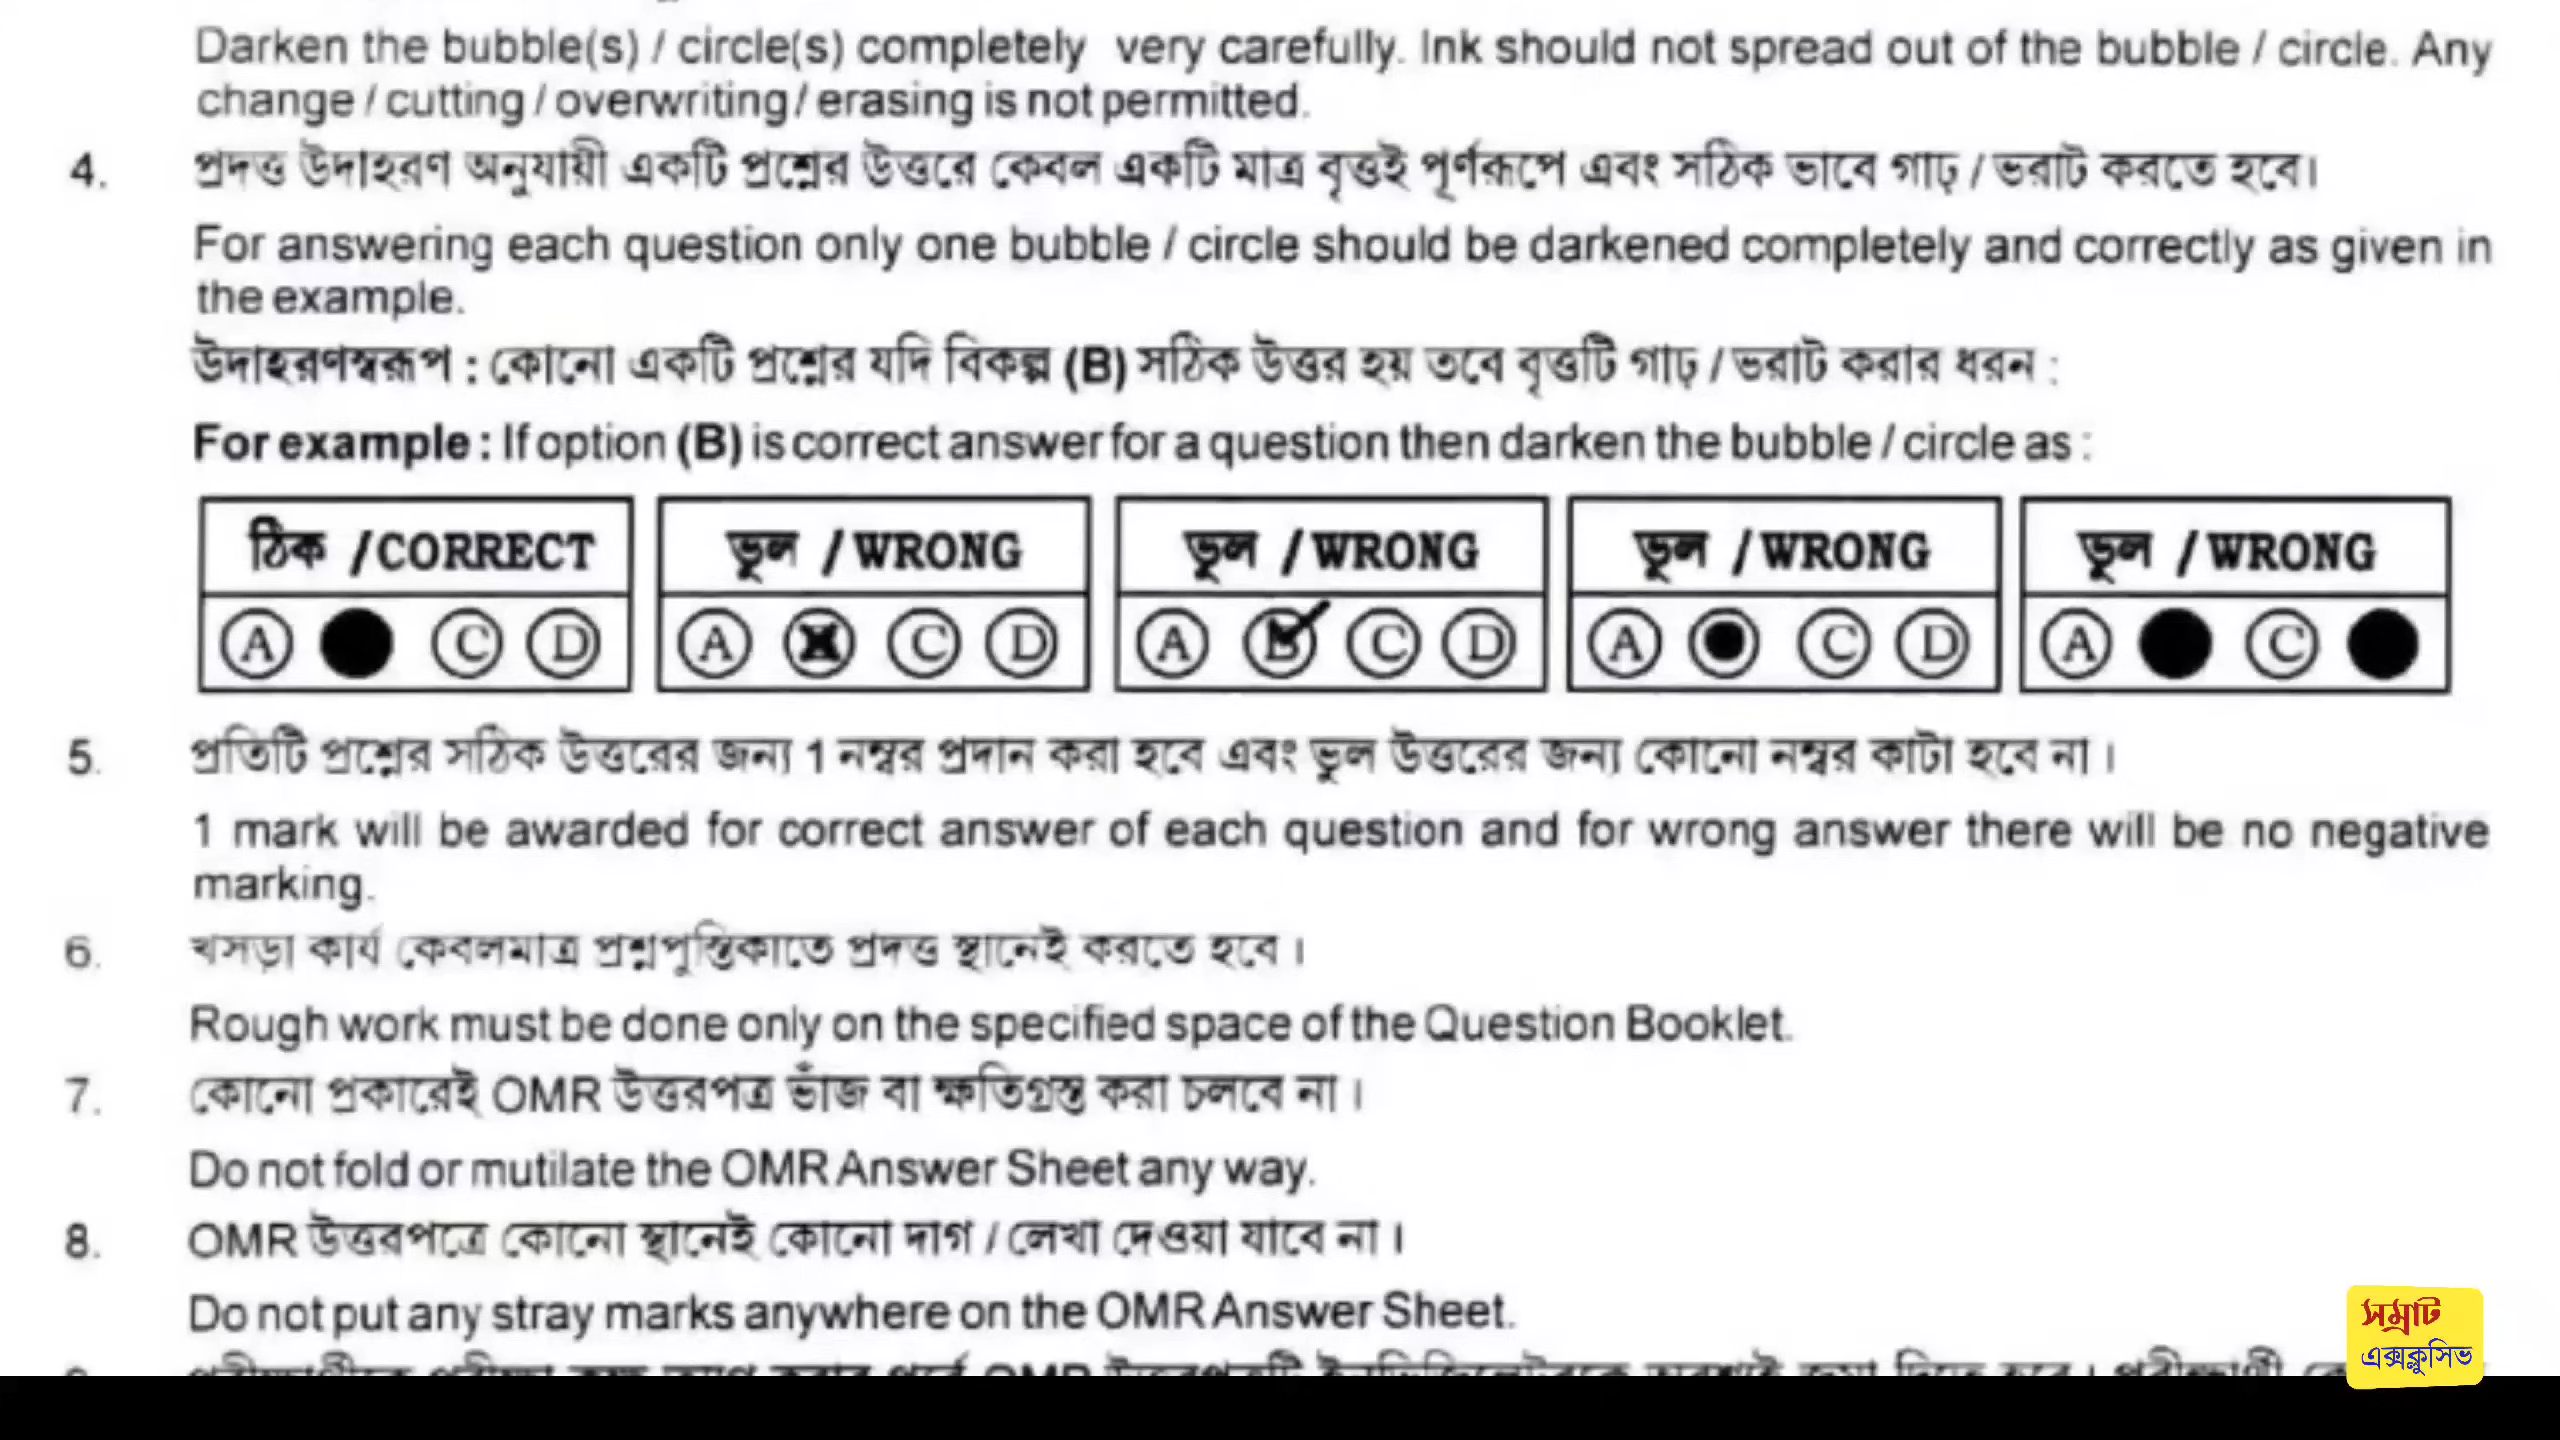 Darken the bubble(s) / circle(s) completely very carefully. Ink should not spread out of the bubble / circle. Any
change / cutting / overwriting / erasing is not permitted.
4. প্রদত্ত উদাহরণ অনুযায়ী একটি প্রশ্নের উত্তরে কেবল একটি মাত্র বৃত্তই পূর্ণরূপে এবং সঠিক ভাবে গাঢ় / ভরাট করতে হবে।
For answering each question only one bubble / circle should be darkened completely and correctly as given in
the example.
উদাহরণস্বরূপ : কোনো একটি প্রশ্নের যদি বিকল্প (B) সঠিক উত্তর হয় তবে বৃত্তটি গাঢ় / ভরাট করার ধরন :
For example : If option (B) is correct answer for a question then darken the bubble / circle as :
ঠিক /CORRECT ভুল /WRONG ভুল /WRONG ভুল /WRONG ভুল /WRONG
A C D A C D A B C D A C D A C
5. প্রতিটি প্রশ্নের সঠিক উত্তরের জন্য 1 নম্বর প্রদান করা হবে এবং ভুল উত্তরের জন্য কোনো নম্বর কাটা হবে না।
1 mark will be awarded for correct answer of each question and for wrong answer there will be no negative
marking.
6. খসড়া কার্য কেবলমাত্র প্রশ্নপুস্তিকাতে প্রদত্ত স্থানেই করতে হবে।
Rough work must be done only on the specified space of the Question Booklet.
7. কোনো প্রকারেই OMR উত্তরপত্র ভাঁজ বা ক্ষতিগ্রস্ত করা চলবে না।
Do not fold or mutilate the OMR Answer Sheet any way.
8. OMR উত্তরপত্রে কোনো স্থানেই কোনো দাগ / লেখা দেওয়া যাবে না।
Do not put any stray marks anywhere on the OMR Answer Sheet.
সম্রাট
এক্সক্লুসিভ